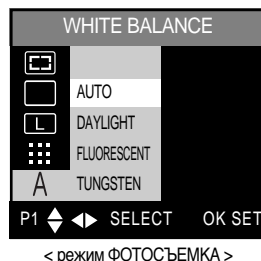 WHITE BALANCE
AUTO
L DAYLIGHT
FLUORESCENT
A TUNGSTEN
P1 SELECT OK SET
< режим ФОТОСЪЕМКА >